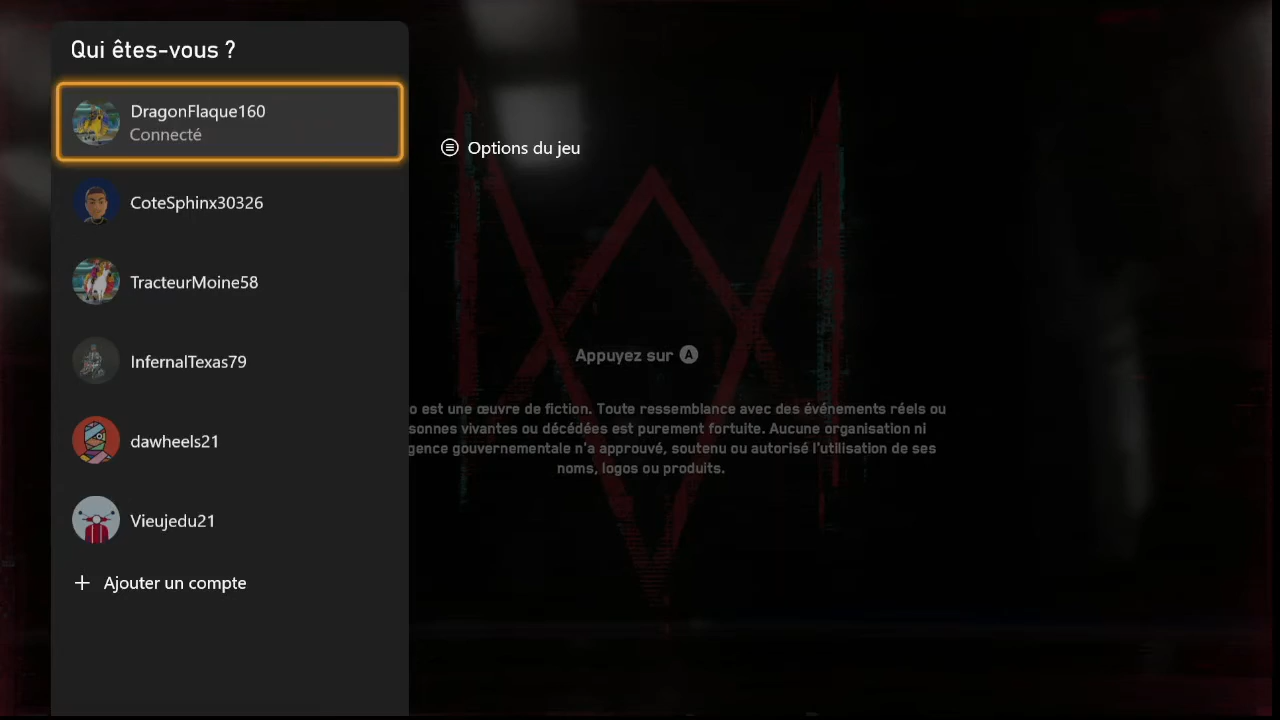 Qui êtes-vous ?
DragonFlaque160
Connecté
Options du jeu
CoteSphinx30326
TracteurMoine58
InfernalTexas79
dawheels21
Vieujedu21
Ajouter un compte
Appuyez sur A
o est une œuvre de fiction. Toute ressemblance avec des événements réels ou
sonnes vivantes ou décédées est purement fortuite. Aucune organisation ni
gence gouvernementale n'a approuvé, soutenu ou autorisé l'utilisation de ses
noms, logos ou produits.